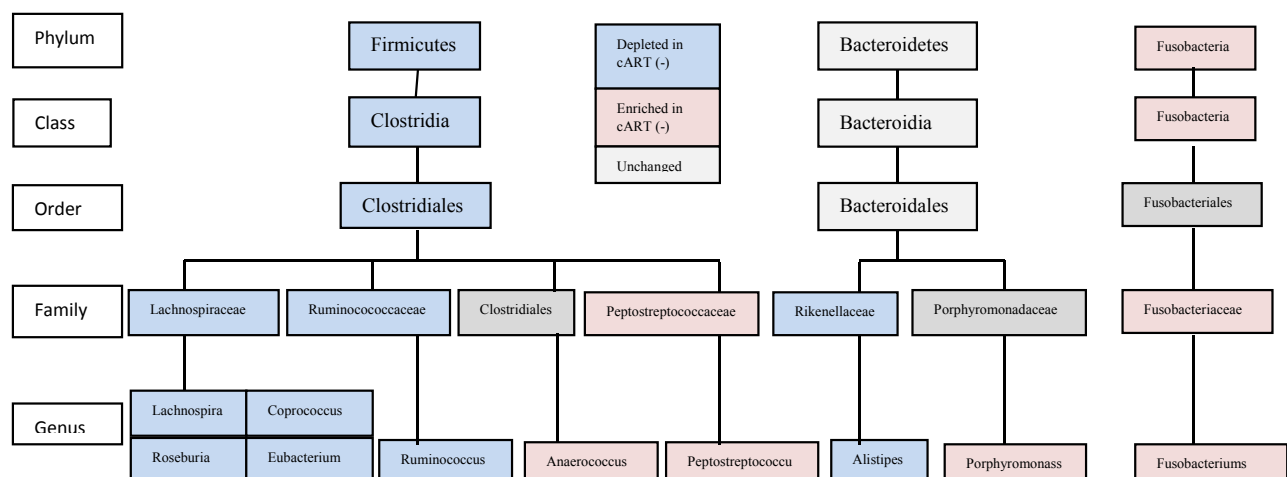 Phylum
Firmicutes
Depleted in
cART (-)
Bacteroidetes
Fusobacteria
Class
Clostridia
Enriched in
cART (-)
Bacteroidia
Fusobacteria
Unchanged
Order
Clostridiales
Bacteroidales
Fusobacteriales
Family
Lachnospiraceae
Ruminocococcaceae
Clostridiales
Peptostreptococcaceae
Rikenellaceae
Porphyromonadaceae
Fusobacteriaceae
Genus
Lachnospira
Coprococcus
Roseburia
Eubacterium
Ruminococcus
Anaerococcus
Peptostreptococcu
Alistipes
Porphyromonass
Fusobacteriums